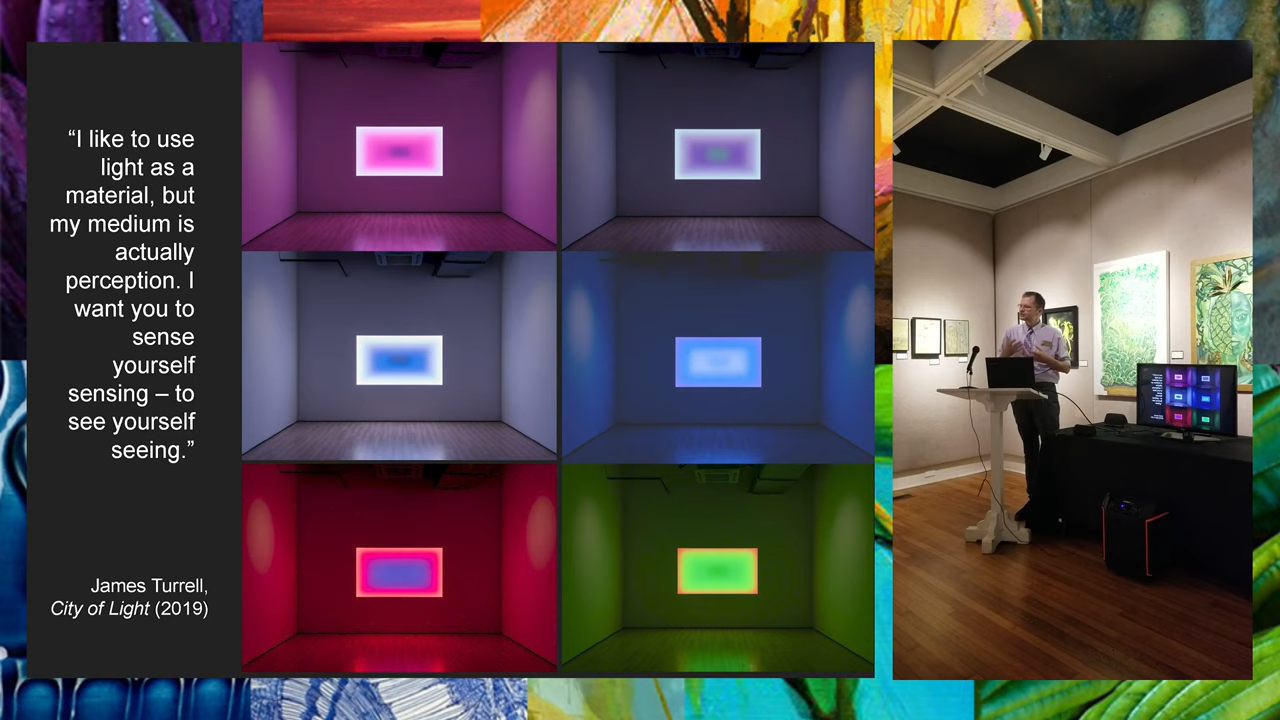 “I like to use
light as a
material, but
my medium is
actually
perception. I
want you to
sense
yourself
sensing – to
see yourself
seeing.”
James Turrell,
City of Light (2019)